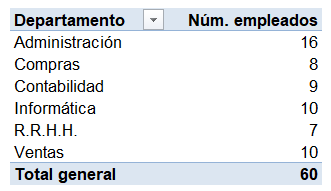 Departamento Núm. empleados
Administración 16
Compras 8
Contabilidad 9
Informática 10
R.R.H.H. 7
Ventas 10
Total general 60